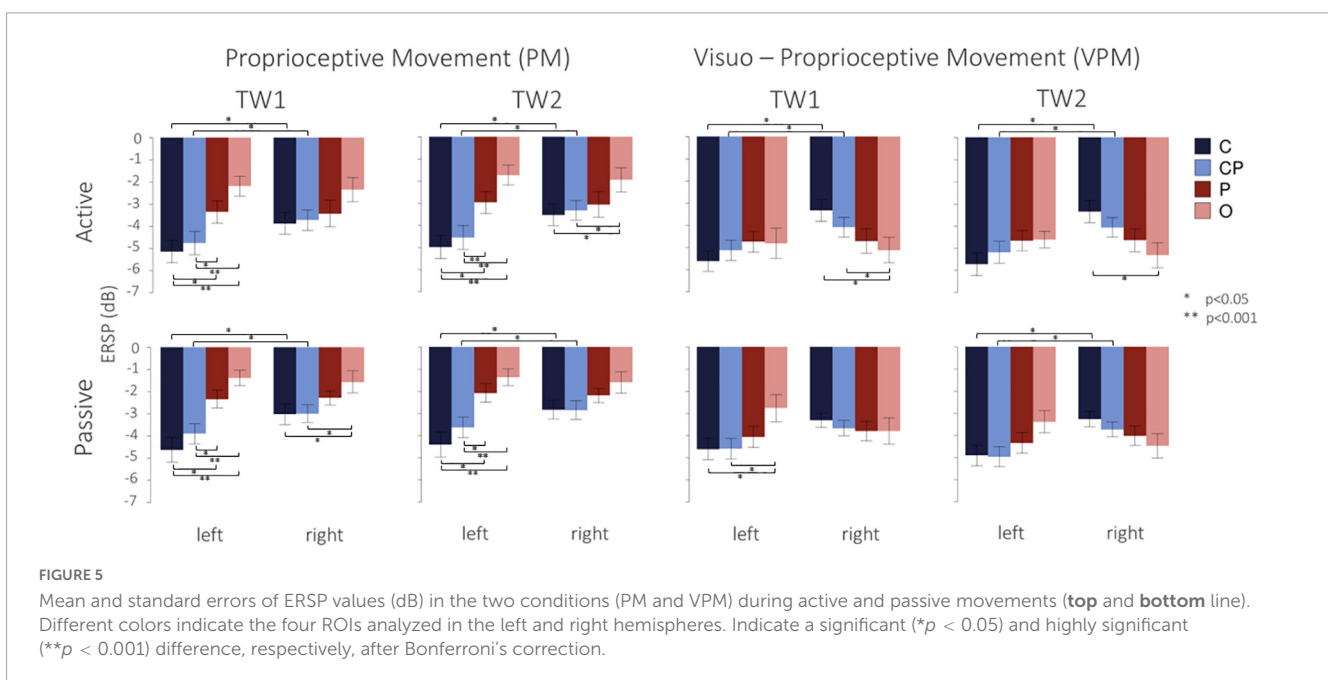 Proprioceptive Movement (PM)
Visuo – Proprioceptive Movement (VPM)
TW1
TW2
TW1
TW2
Active
ERSP (dB)
Passive
0
-1
-2
-3
-4
-5
-6
-7
* * * ** * **
* * ** ** * ** * *
* * * *
* * *
C
CP
P
O
* p<0.05
** p<0.001
0
-1
-2
-3
-4
-5
-6
-7
* * * ** * ** * *
* * * ** * **
* *
* *
left right
left right
left right
left right
FIGURE 5
Mean and standard errors of ERSP values (dB) in the two conditions (PM and VPM) during active and passive movements (top and bottom line).
Different colors indicate the four ROIs analyzed in the left and right hemispheres. Indicate a significant (*p < 0.05) and highly significant
(**p < 0.001) difference, respectively, after Bonferroni’s correction.